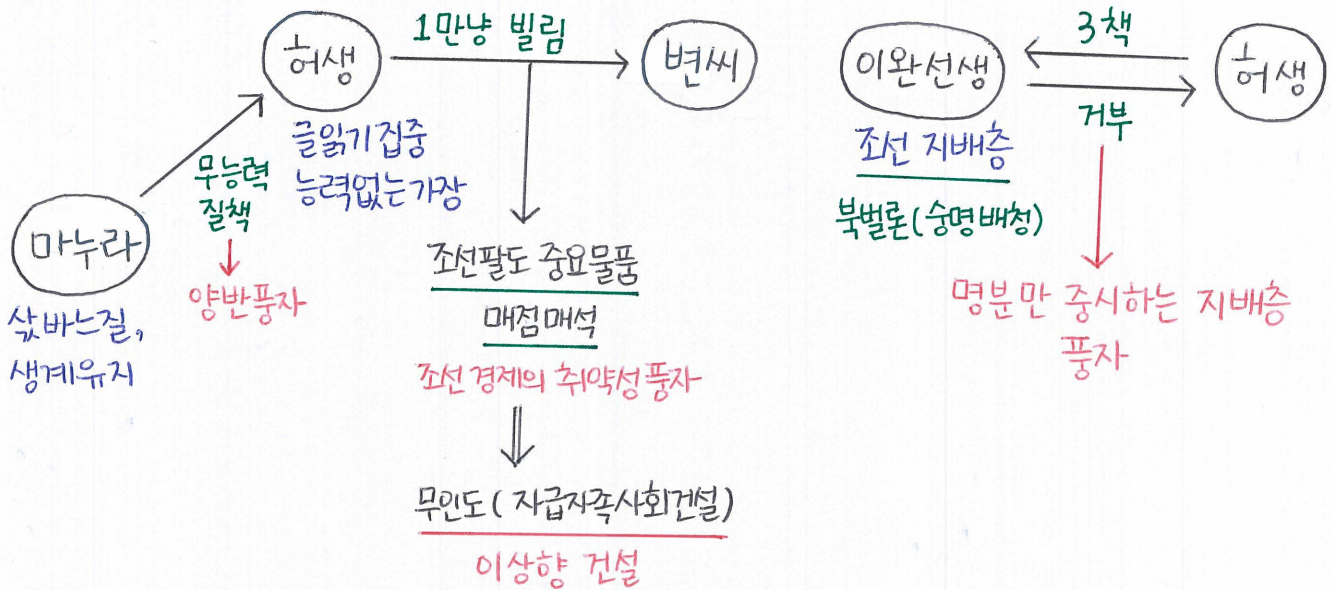 허생
1만냥 빌림
변씨
글읽기 집중
능력없는 가장
무능력
질책
마누라
양반풍자
삯바느질,
생계유지
조선팔도 중요물품
매점매석
조선 경제의 취약성 풍자
무인도 ( 자급자족사회건설)
이상향 건설
이완선생
3책
허생
거부
조선 지배층
북벌론(숭명배청)
명분만 중시하는 지배층
풍자